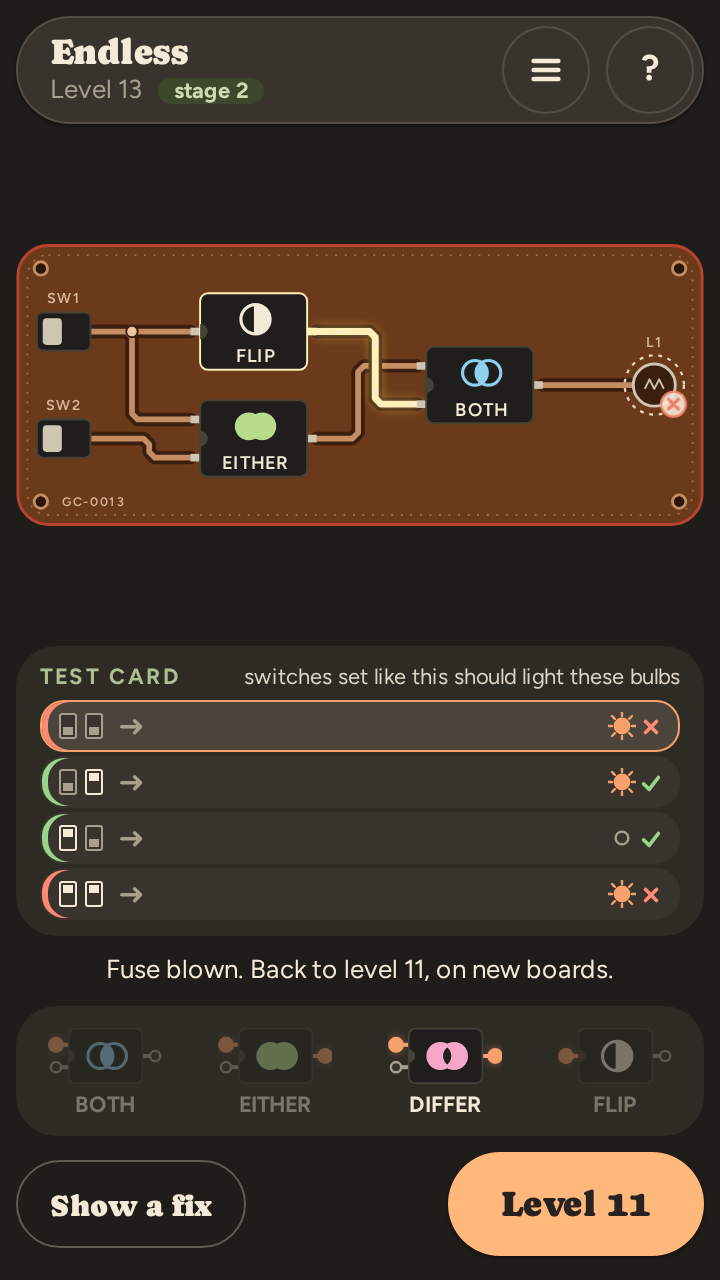 Endless
Level 13 stage 2
?
SW1
FLIP
L1
SW2
BOTH
EITHER
GC-0013
TEST CARD switches set like this should light these bulbs
Fuse blown. Back to level 11, on new boards.
BOTH EITHER DIFFER FLIP
Show a fix Level 11